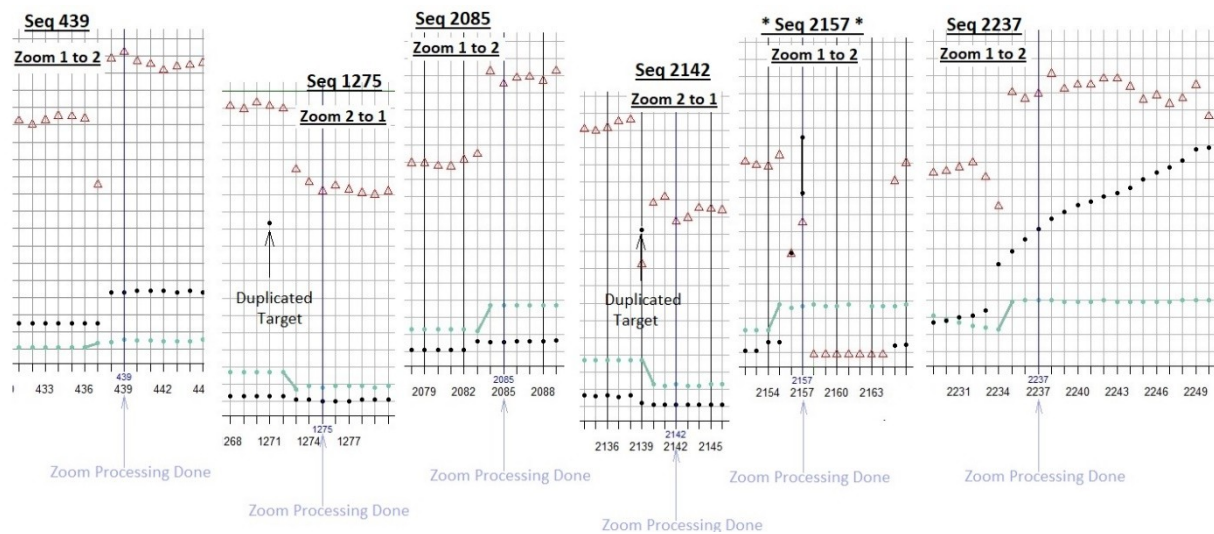 Seq 439
Zoom 1 to 2
433 436 439 442 44
439
Zoom Processing Done
Seq 1275
Zoom 2 to 1
Duplicated
Target
1275
268 1271 1274 1277
Zoom Processing Done
Seq 2085
Zoom 1 to 2
2085
2079 2082 2085 2088
Zoom Processing Done
Seq 2142
Zoom 2 to 1
Duplicated
Target
2142
2136 2139 2142 2145
Zoom Processing Done
* Seq 2157 *
Zoom 1 to 2
2157
2154 2157 2160 2163
Zoom Processing Done
Seq 2237
Zoom 1 to 2
2237
2231 2234 2237 2240 2243 2246 2249
Zoom Processing Done